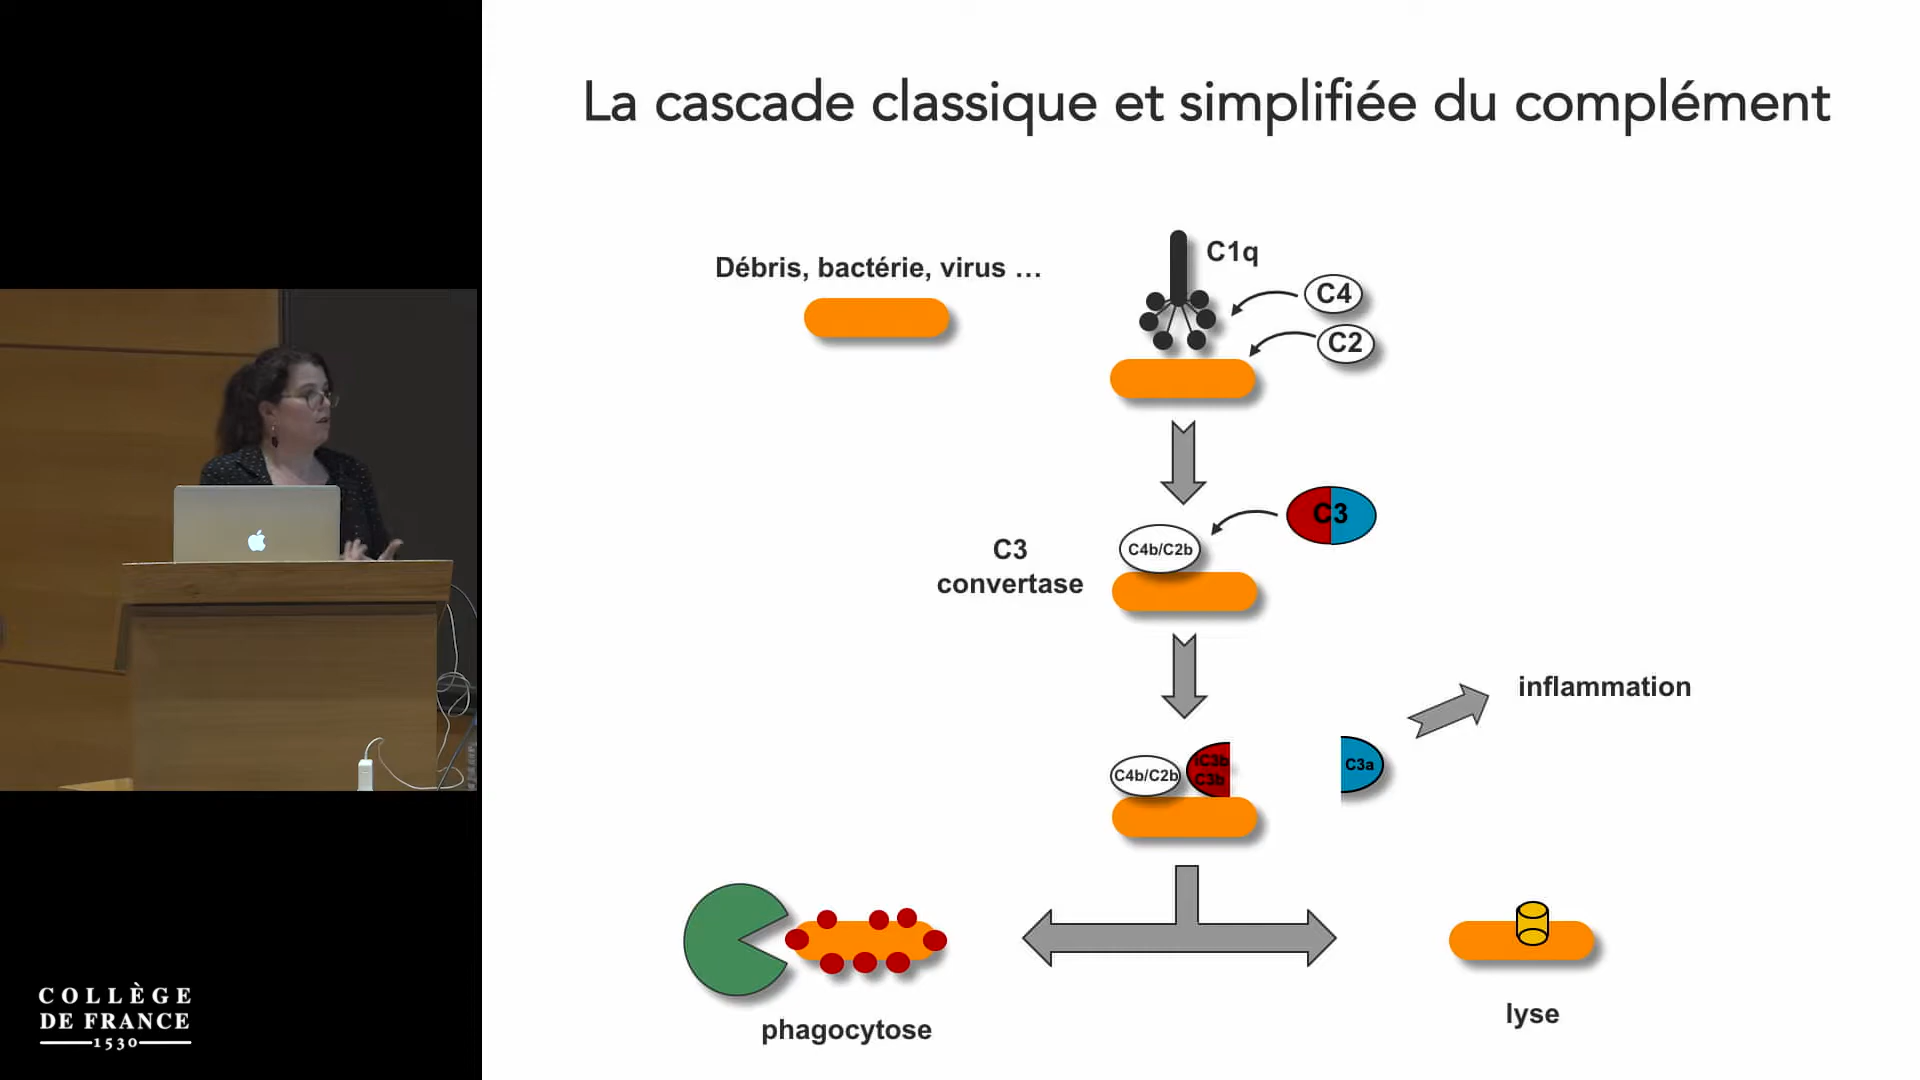 La cascade classique et simplifiée du complément
Débris, bactérie, virus …
C1q
C4
C2
C3
convertase
C4b/C2b
C3
C4b/C2b
iC3b
C3b
C3a
inflammation
phagocytose
lyse
COLLÈGE
DE FRANCE
1530